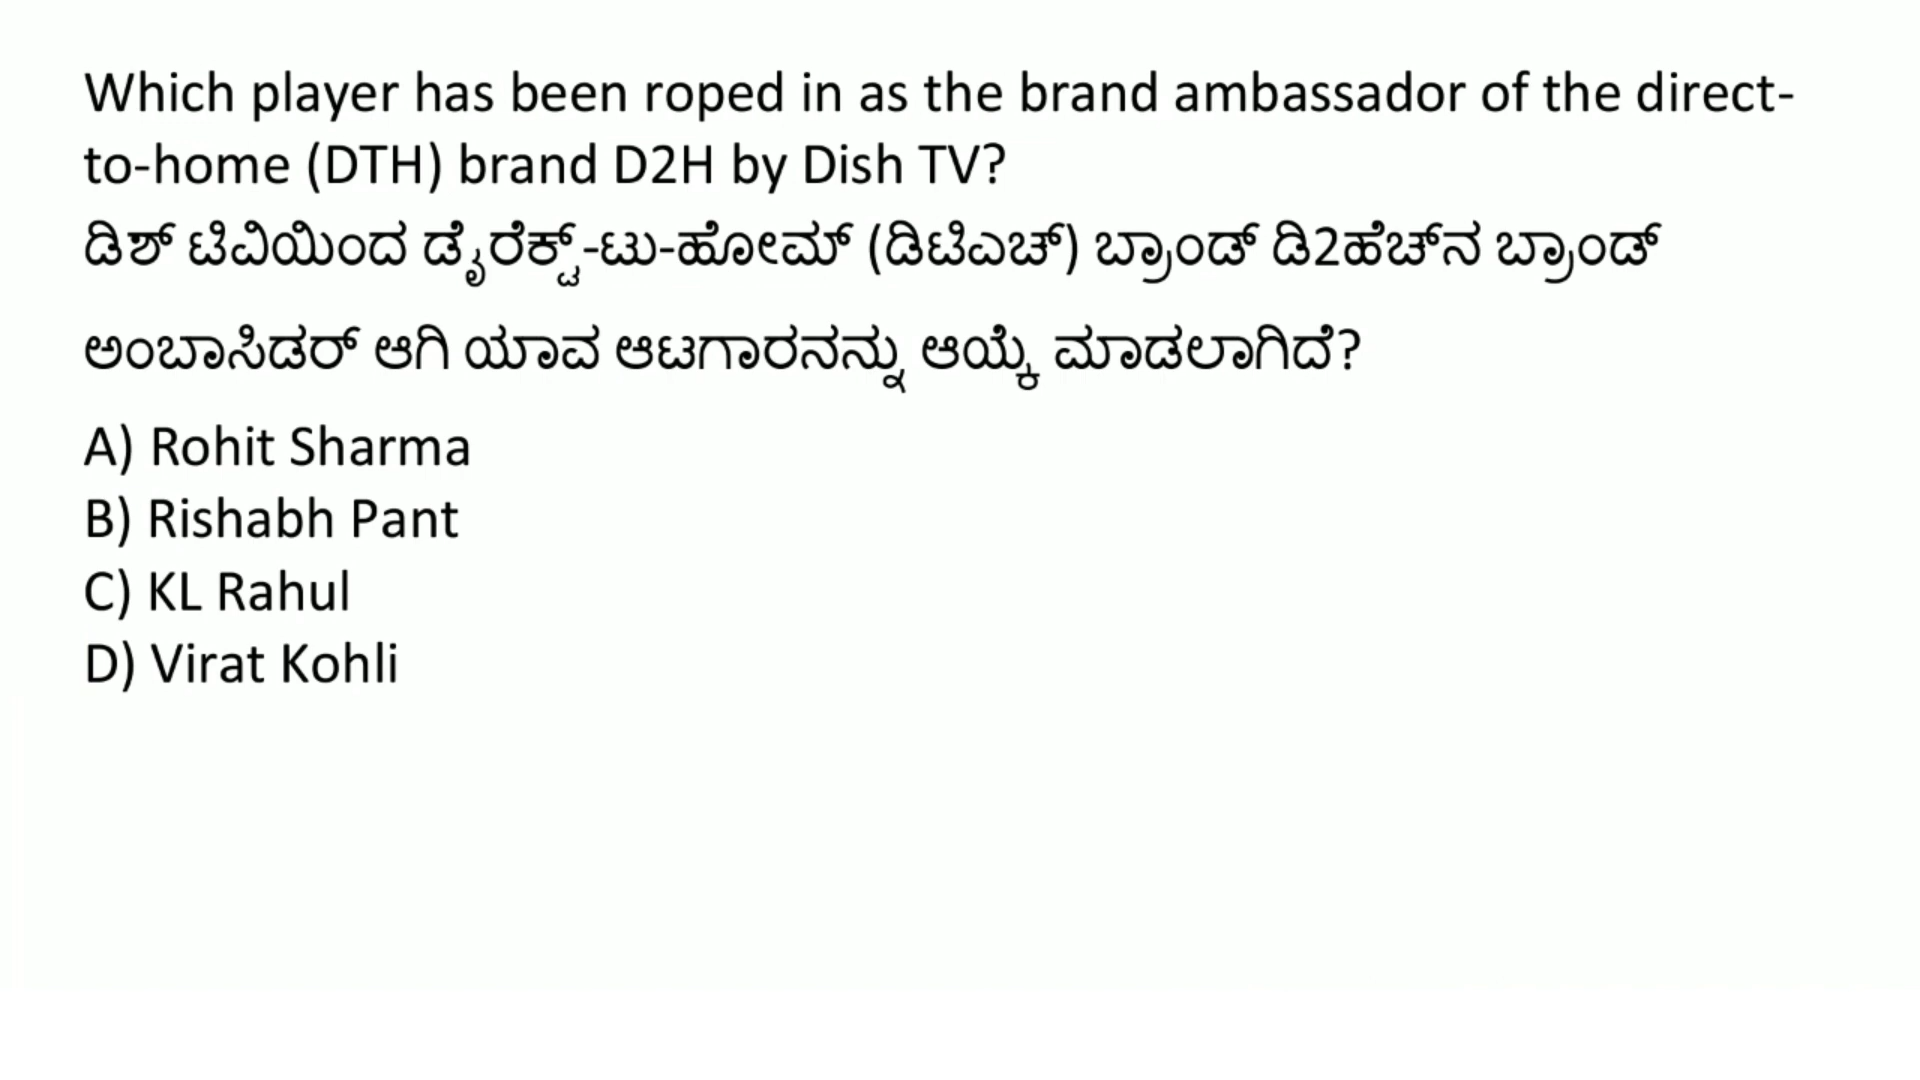 Which player has been roped in as the brand ambassador of the direct-
to-home (DTH) brand D2H by Dish TV?
ಡಿಶ್ ಟಿವಿಯಿಂದ ಡೈರೆಕ್ಟ್-ಟು-ಹೋಮ್ (ಡಿಟಿಎಚ್) ಬ್ರಾಂಡ್ ಡಿ2ಹೆಚ್‌ನ ಬ್ರಾಂಡ್
ಅಂಬಾಸಿಡರ್ ಆಗಿ ಯಾವ ಆಟಗಾರನನ್ನು ಆಯ್ಕೆ ಮಾಡಲಾಗಿದೆ?
A) Rohit Sharma
B) Rishabh Pant
C) KL Rahul
D) Virat Kohli